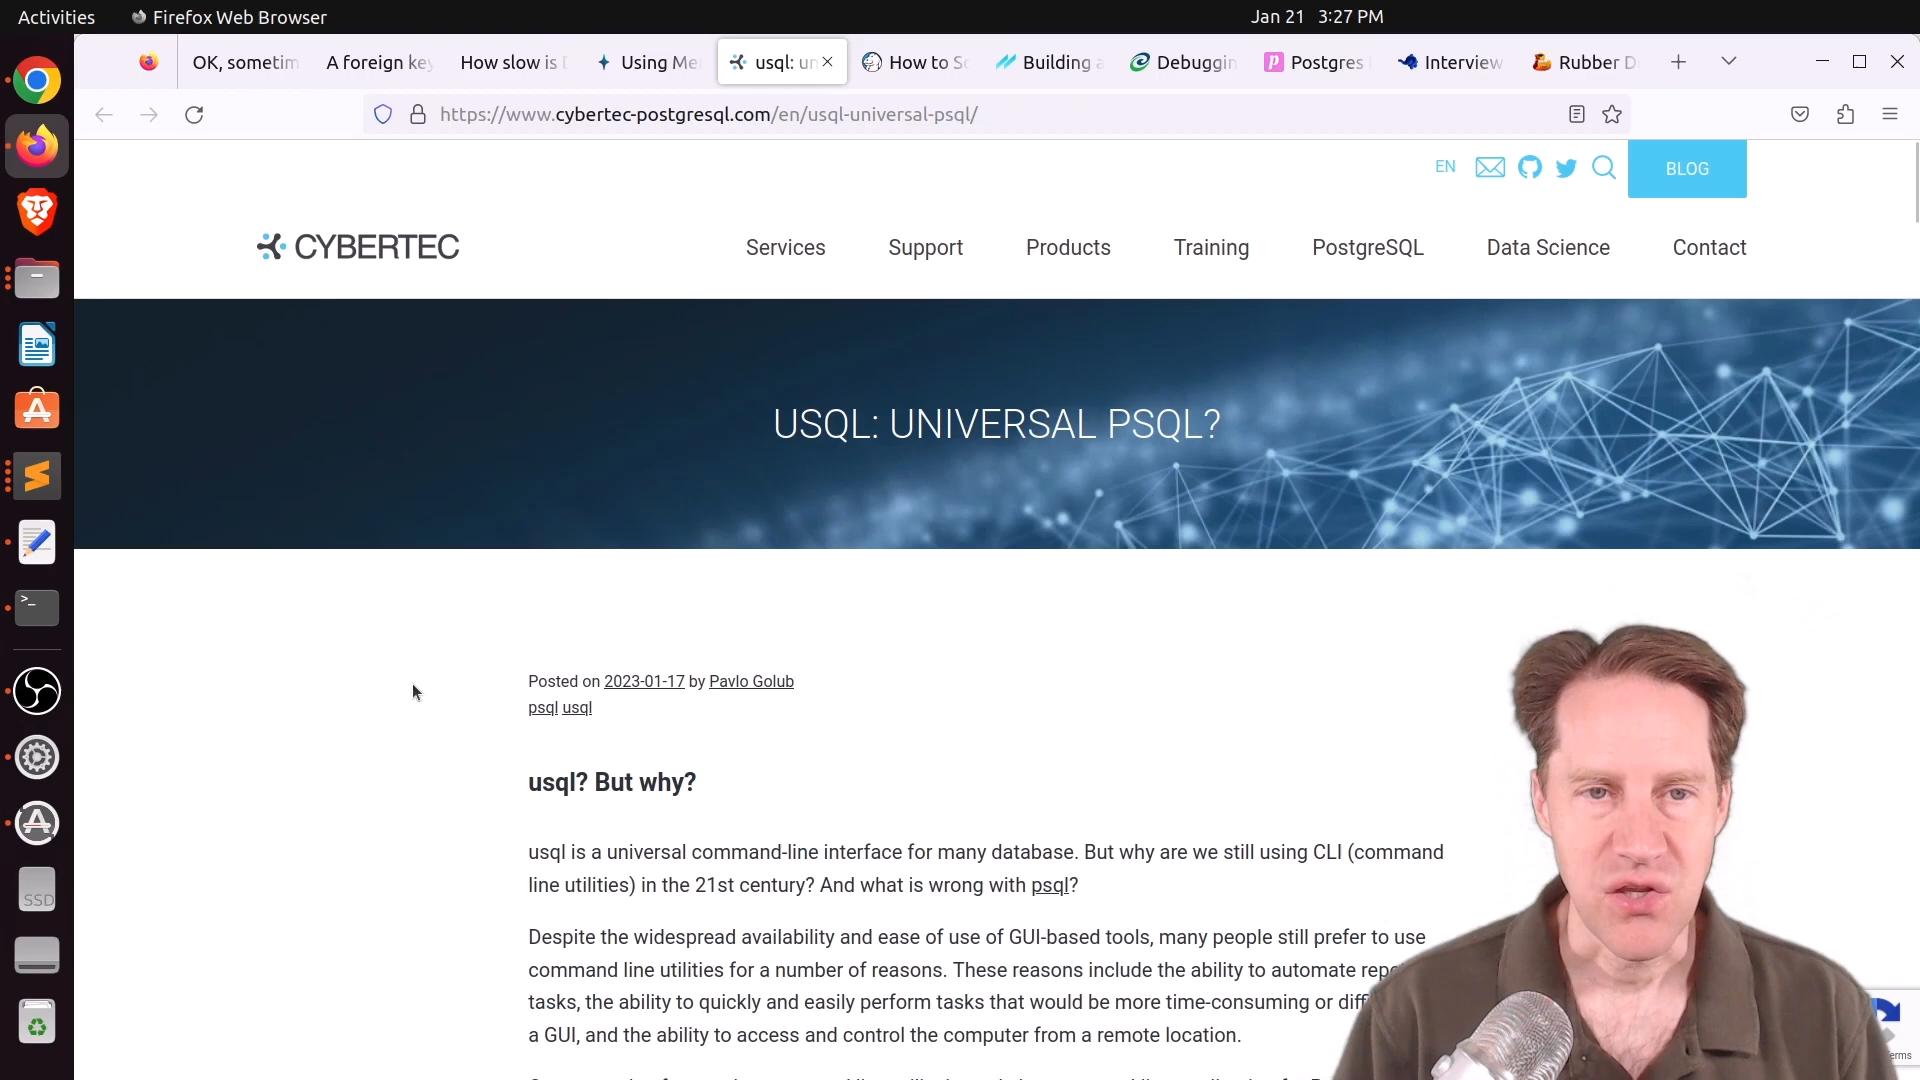 Activities
Firefox Web Browser
Jan 21 3:27 PM
OK, sometim
A foreign key
How slow is
Using Me
usql: un
How to Sc
Building a
Debuggin
Postgres
Interview
Rubber D
https://www.cybertec-postgresql.com/en/usql-universal-psql/
EN
BLOG
CYBERTEC
Services
Support
Products
Training
PostgreSQL
Data Science
Contact
USQL: UNIVERSAL PSQL?
Posted on 2023-01-17 by Pavlo Golub
psql usql
usql? But why?
usql is a universal command-line interface for many database. But why are we still using CLI (command
line utilities) in the 21st century? And what is wrong with psql?
Despite the widespread availability and ease of use of GUI-based tools, many people still prefer to use
command line utilities for a number of reasons. These reasons include the ability to automate repe
tasks, the ability to quickly and easily perform tasks that would be more time-consuming or diff
a GUI, and the ability to access and control the computer from a remote location.
SSD